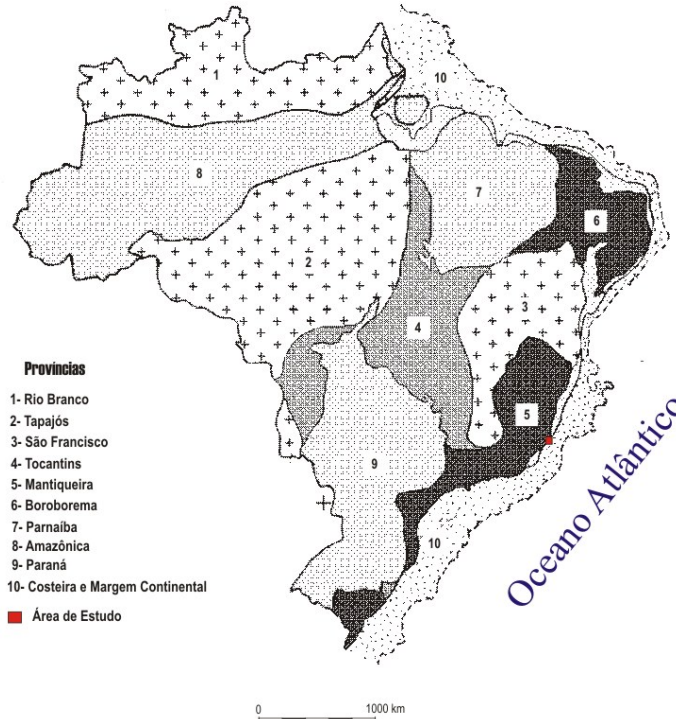 10
1
8
7
6
2
3
4
Províncias
1- Rio Branco
2- Tapajós
3- São Francisco
4- Tocantins
5- Mantiqueira
6- Boroborema
7- Parnaíba
8- Amazônica
9- Paraná
10- Costeira e Margem Continental
Área de Estudo
5
9
10
Oceano Atlântico
0 1000 km